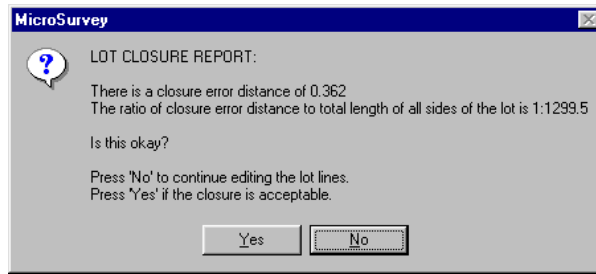 MicroSurvey
LOT CLOSURE REPORT:
There is a closure error distance of 0.362
The ratio of closure error distance to total length of all sides of the lot is 1:1299.5
Is this okay?
Press 'No' to continue editing the lot lines.
Press 'Yes' if the closure is acceptable.
Yes No